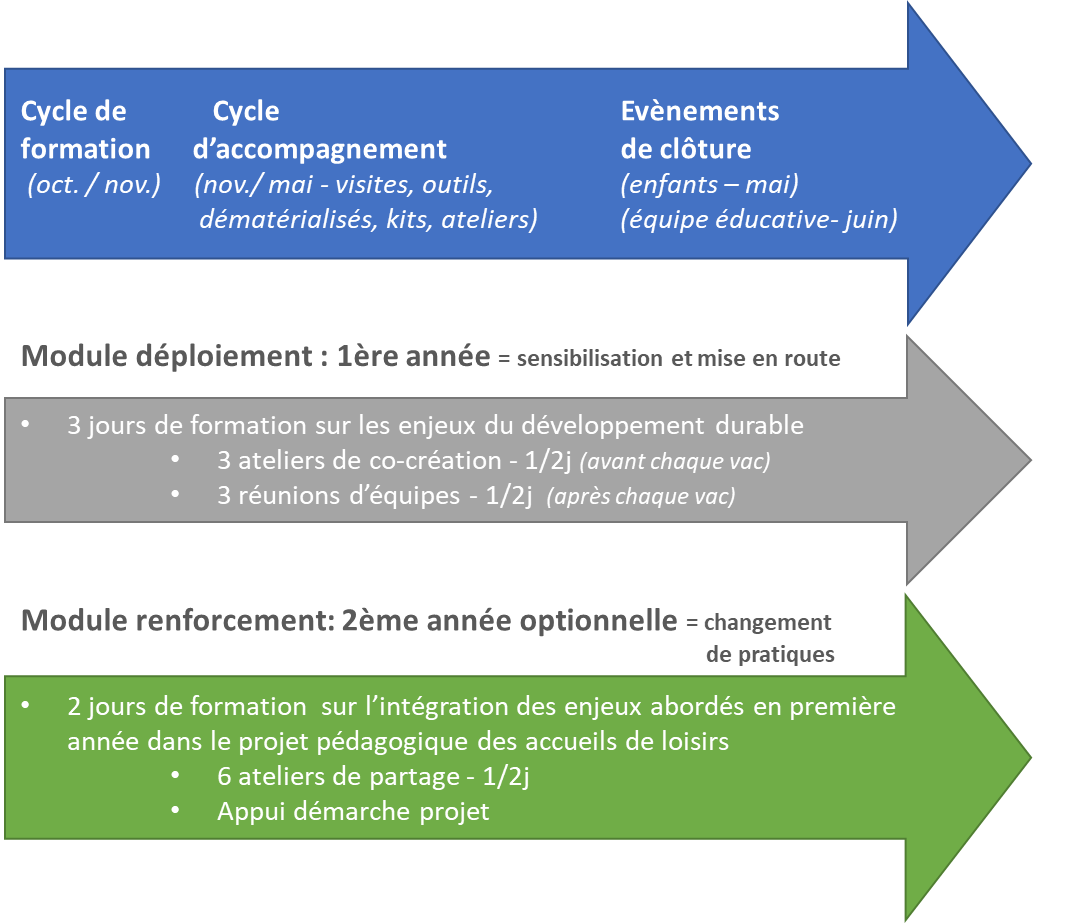 Cycle de
formation
(oct. / nov.)
Cycle
d’accompagnement
(nov./ mai - visites, outils,
dématérialisés, kits, ateliers)
Evènements
de clôture
(enfants – mai)
(équipe éducative- juin)
Module déploiement : 1ère année = sensibilisation et mise en route
• 3 jours de formation sur les enjeux du développement durable
• 3 ateliers de co-création - 1/2j (avant chaque vac)
• 3 réunions d’équipes - 1/2j (après chaque vac)
Module renforcement: 2ème année optionnelle = changement
de pratiques
• 2 jours de formation sur l’intégration des enjeux abordés en première
année dans le projet pédagogique des accueils de loisirs
• 6 ateliers de partage - 1/2j
• Appui démarche projet